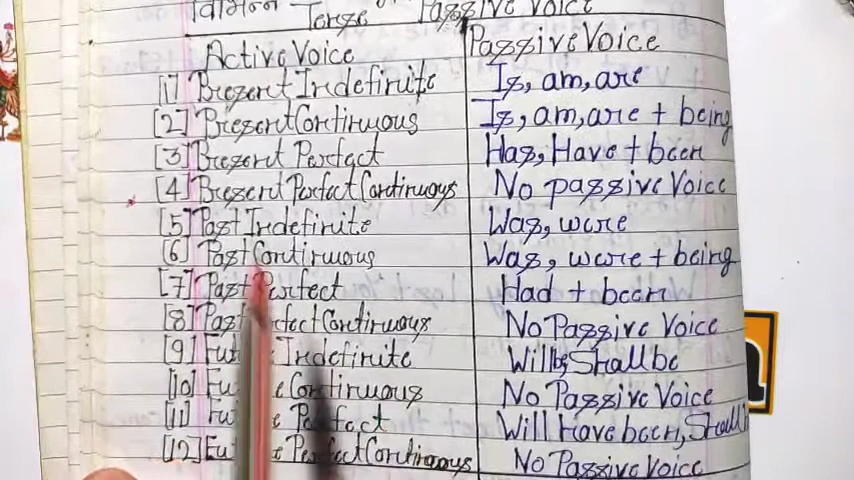 विभिन्न Tense Passive Voice
Active Voice Passive Voice
[1] Present Indefinite Is, am, are
[2] Present Continuous Is, am, are + being
[3] Present Perfect Has, Have + been
[4] Present Perfect Continuous No passive Voice
[5] Past Indefinite Was, were
[6] Past Continuous Was, were + being
[7] Past Perfect Had + been
[8] Past Perfect Continuous No Passive Voice
[9] Indefinite Will be, Shall be
[10] Continuous No Passive Voice
[11] Perfect Will Have been, Shall
[12] Perfect Continuous No Passive Voice